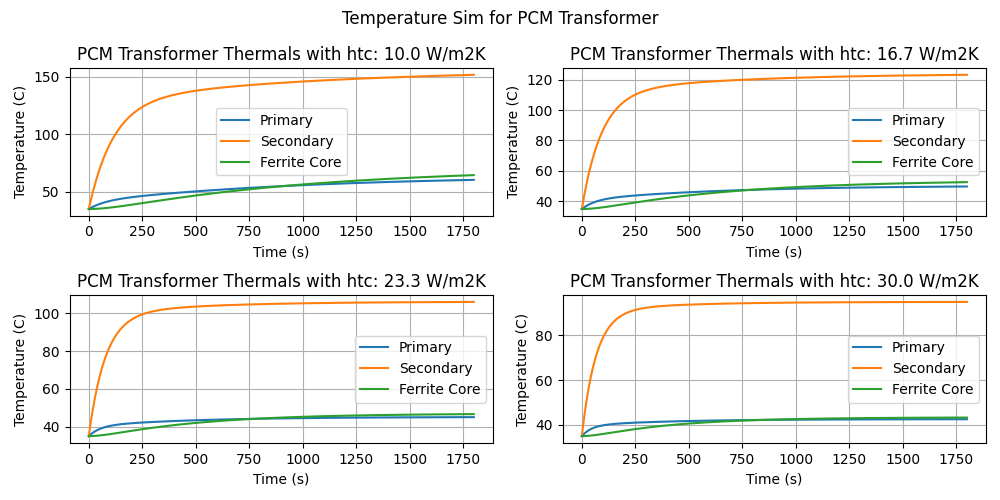 Temperature Sim for PCM Transformer
PCM Transformer Thermals with htc: 10.0 W/m2K
Temperature (C)
150
100
50
Primary
Secondary
Ferrite Core
0 250 500 750 1000 1250 1500 1750
Time (s)
PCM Transformer Thermals with htc: 16.7 W/m2K
Temperature (C)
120
100
80
60
40
Primary
Secondary
Ferrite Core
0 250 500 750 1000 1250 1500 1750
Time (s)
PCM Transformer Thermals with htc: 23.3 W/m2K
Temperature (C)
100
80
60
40
Primary
Secondary
Ferrite Core
0 250 500 750 1000 1250 1500 1750
Time (s)
PCM Transformer Thermals with htc: 30.0 W/m2K
Temperature (C)
80
60
40
Primary
Secondary
Ferrite Core
0 250 500 750 1000 1250 1500 1750
Time (s)